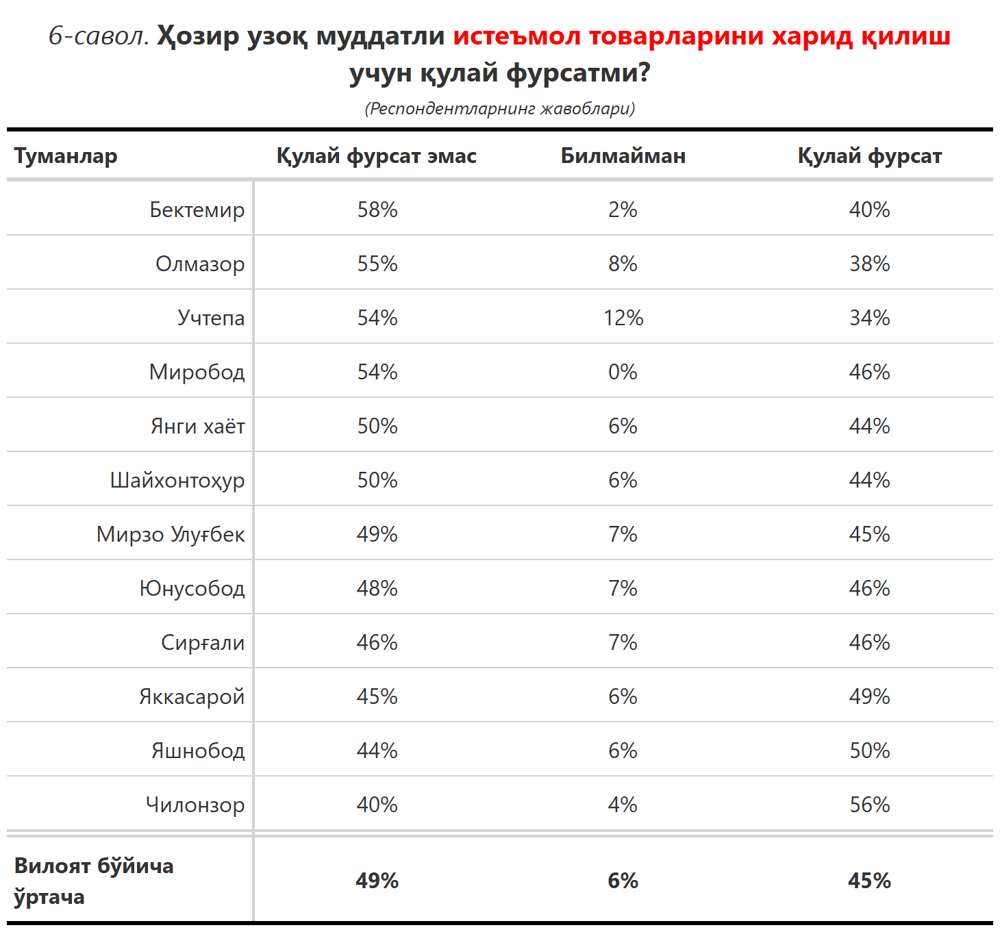 6-савол. Ҳозир узоқ муддатли истеъмол товарларини харид қилиш
учун қулай фурсатми?
(Респондентларнинг жавоблари)
Туманлар Қулай фурсат эмас Билмайман Қулай фурсат
Бектемир 58% 2% 40%
Олмазор 55% 8% 38%
Учтепа 54% 12% 34%
Миробод 54% 0% 46%
Янги хаёт 50% 6% 44%
Шайхонтоҳур 50% 6% 44%
Мирзо Улуғбек 49% 7% 45%
Юнусобод 48% 7% 46%
Сирғали 46% 7% 46%
Яккасарой 45% 6% 49%
Яшнобод 44% 6% 50%
Чилонзор 40% 4% 56%
Вилоят бўйича
ўртача 49% 6% 45%